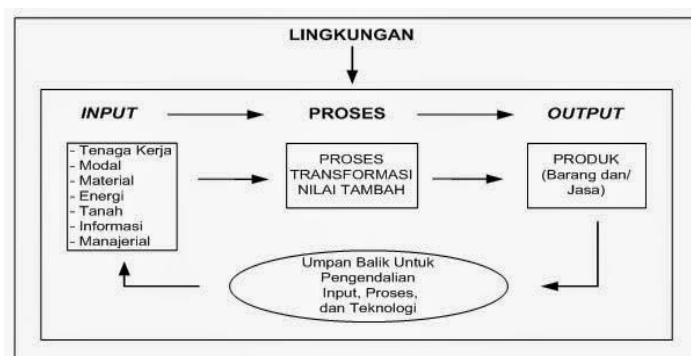 LINGKUNGAN
INPUT
PROSES
OUTPUT
- Tenaga Kerja
- Modal
- Material
- Energi
- Tanah
- Informasi
- Manajerial
PROSES
TRANSFORMASI
NILAI TAMBAH
PRODUK
(Barang dan/
Jasa)
Umpan Balik Untuk
Pengendalian
Input, Proses,
dan Teknologi